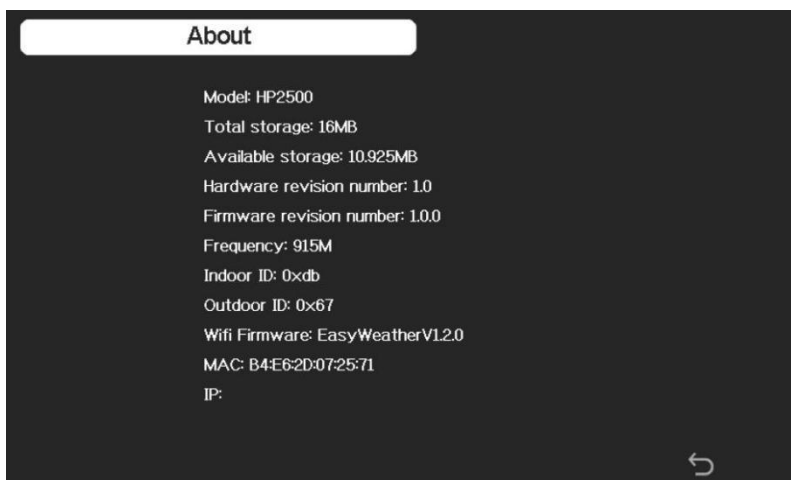 About
Model: HP2500
Total storage: 16MB
Available storage: 10.925MB
Hardware revision number: 1.0
Firmware revision number: 1.0.0
Frequency: 915M
Indoor ID: 0xdb
Outdoor ID: 0x67
Wifi Firmware: EasyWeatherV1.2.0
MAC: B4:E6:2D:07:25:71
IP: